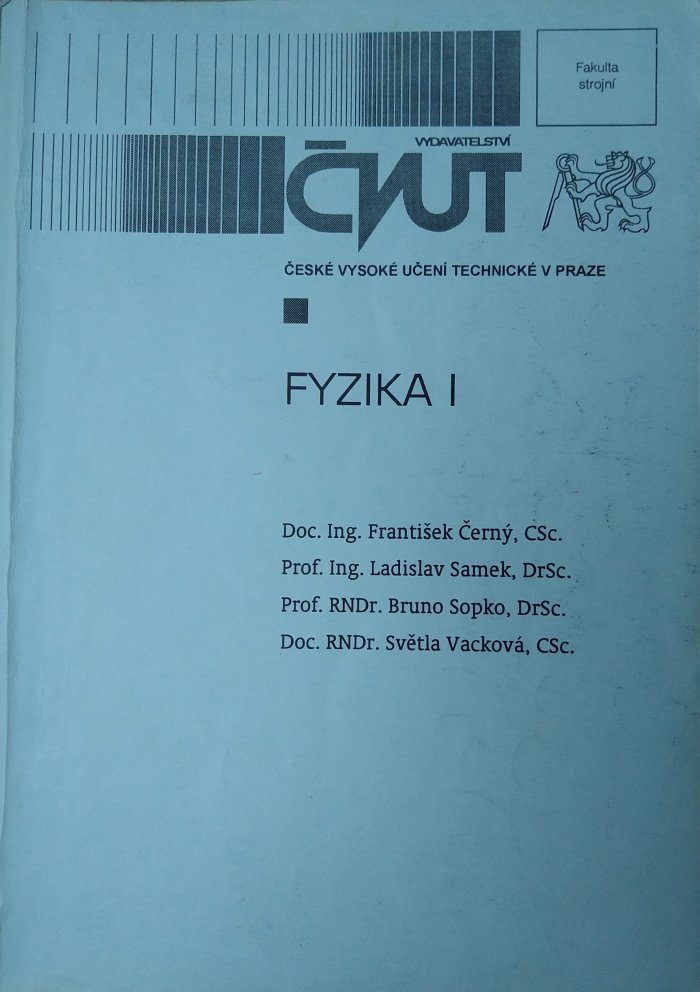 Fakulta
strojní
VYDAVATELSTVÍ
ČVUT
ČESKÉ VYSOKÉ UČENÍ TECHNICKÉ V PRAZE
FYZIKA I
Doc. Ing. František Černý, CSc.
Prof. Ing. Ladislav Samek, DrSc.
Prof. RNDr. Bruno Sopko, DrSc.
Doc. RNDr. Světla Vacková, CSc.